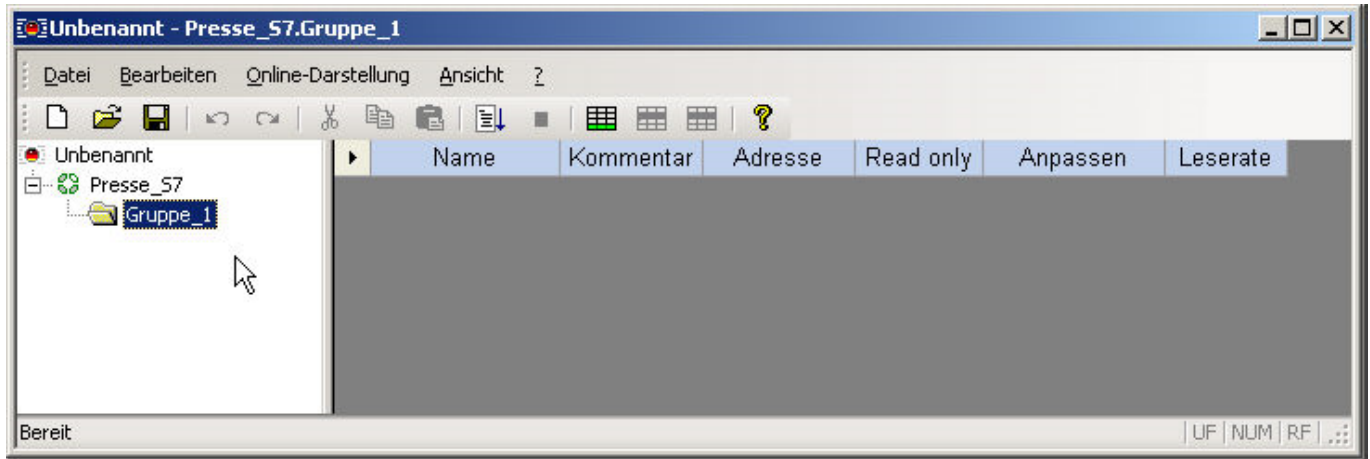 Unbenannt - Presse_S7.Gruppe_1
Datei Bearbeiten Online-Darstellung Ansicht ?
Unbenannt
Presse_S7
Gruppe_1
Name Kommentar Adresse Read only Anpassen Leserate
Bereit
UF NUM RF